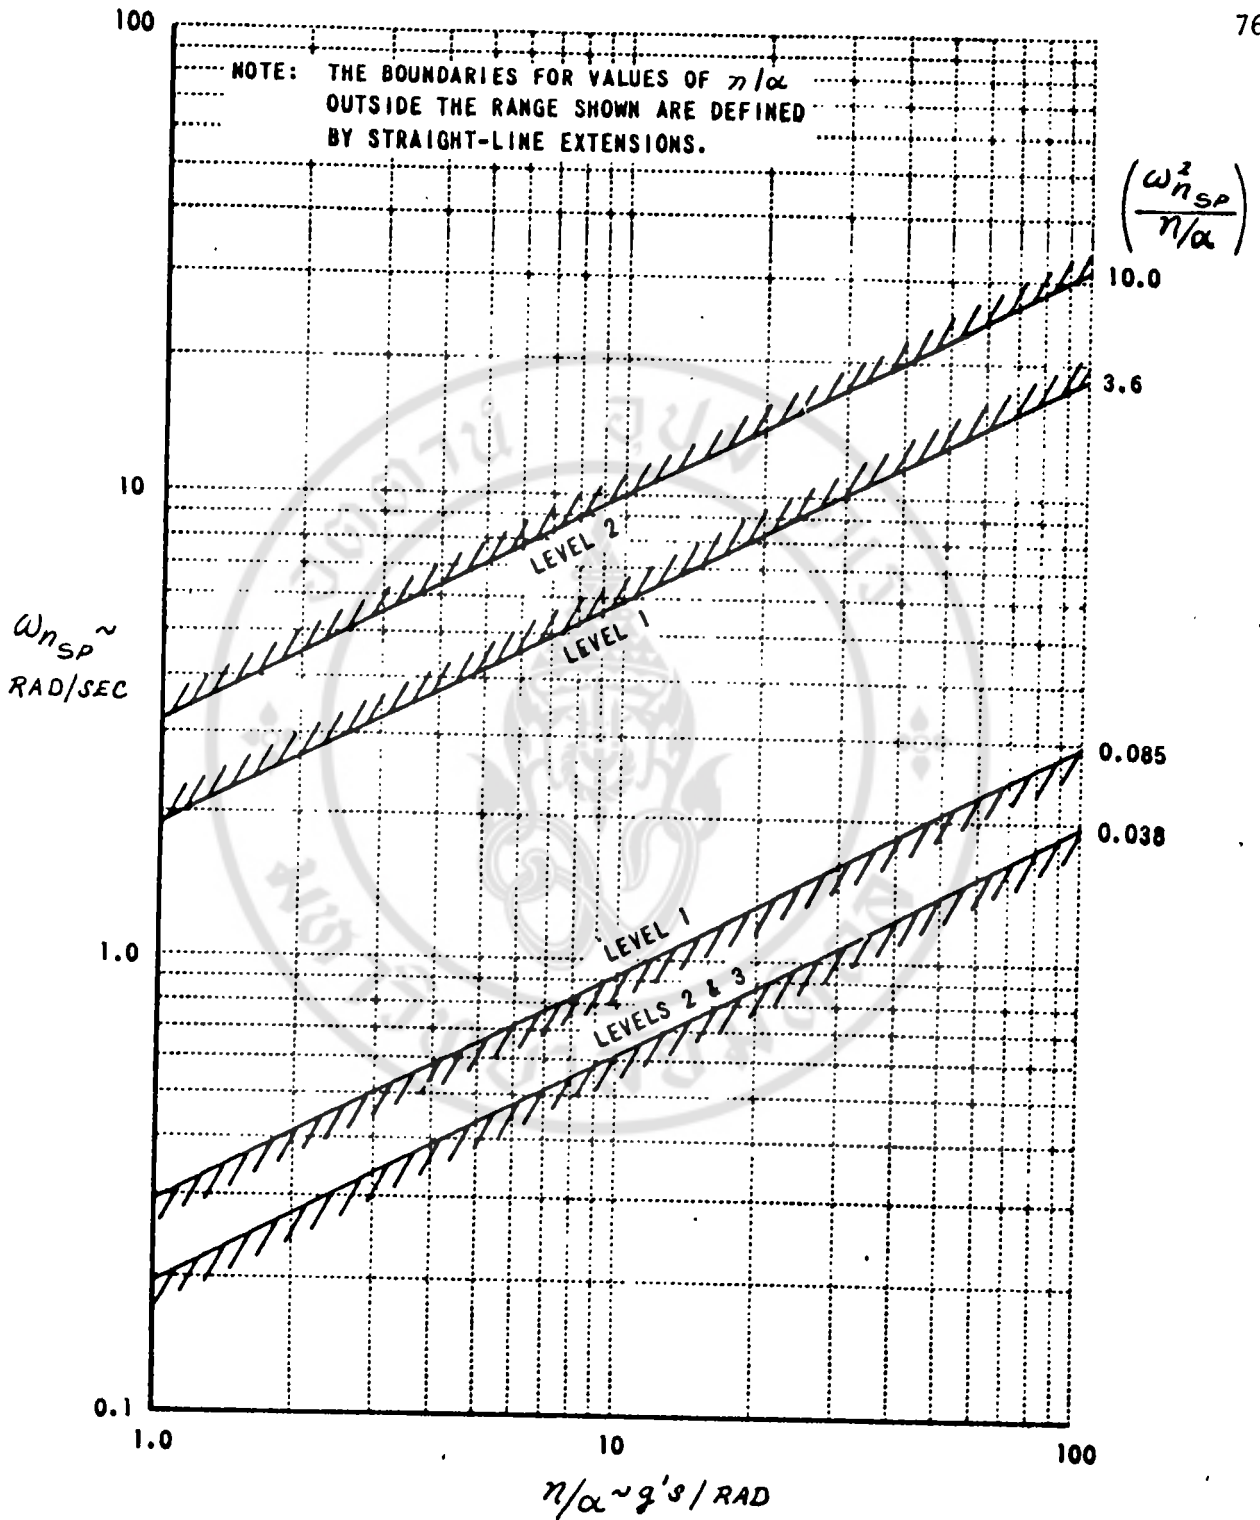 76
100
NOTE: THE BOUNDARIES FOR VALUES OF n/α
OUTSIDE THE RANGE SHOWN ARE DEFINED
BY STRAIGHT-LINE EXTENSIONS.
(ω²nSP / n/α)
10.0
3.6
10
LEVEL 2
LEVEL 1
ωnSP ~
RAD/SEC
0.085
0.038
1.0
LEVEL 1
LEVELS 2 & 3
0.1
1.0
10
100
n/α ~ g's / RAD